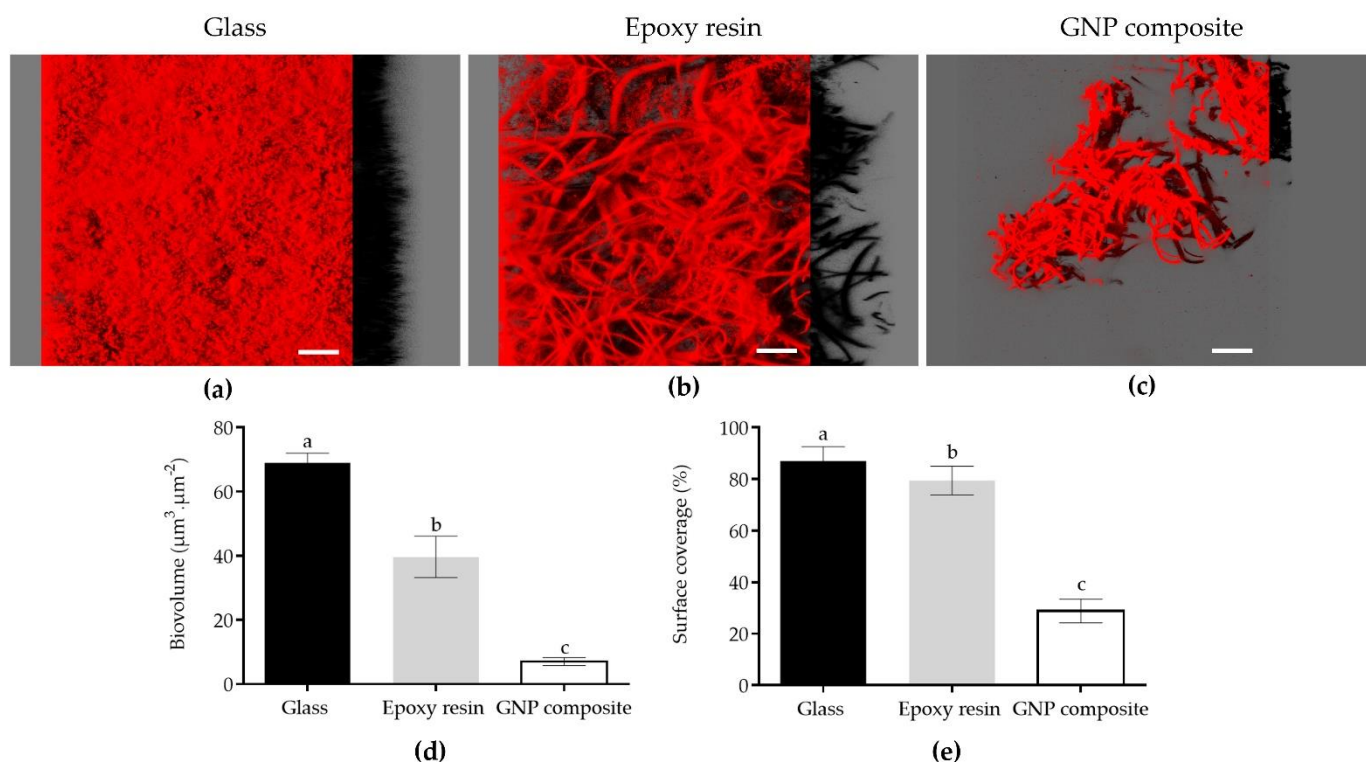 Glass
Epoxy resin
GNP composite
(a)
(b)
(c)
Biovolume (µm³.µm⁻²)
80
60
40
20
0
a
b
c
Glass
Epoxy resin
GNP composite
(d)
Surface coverage (%)
100
80
60
40
20
0
a
b
c
Glass
Epoxy resin
GNP composite
(e)